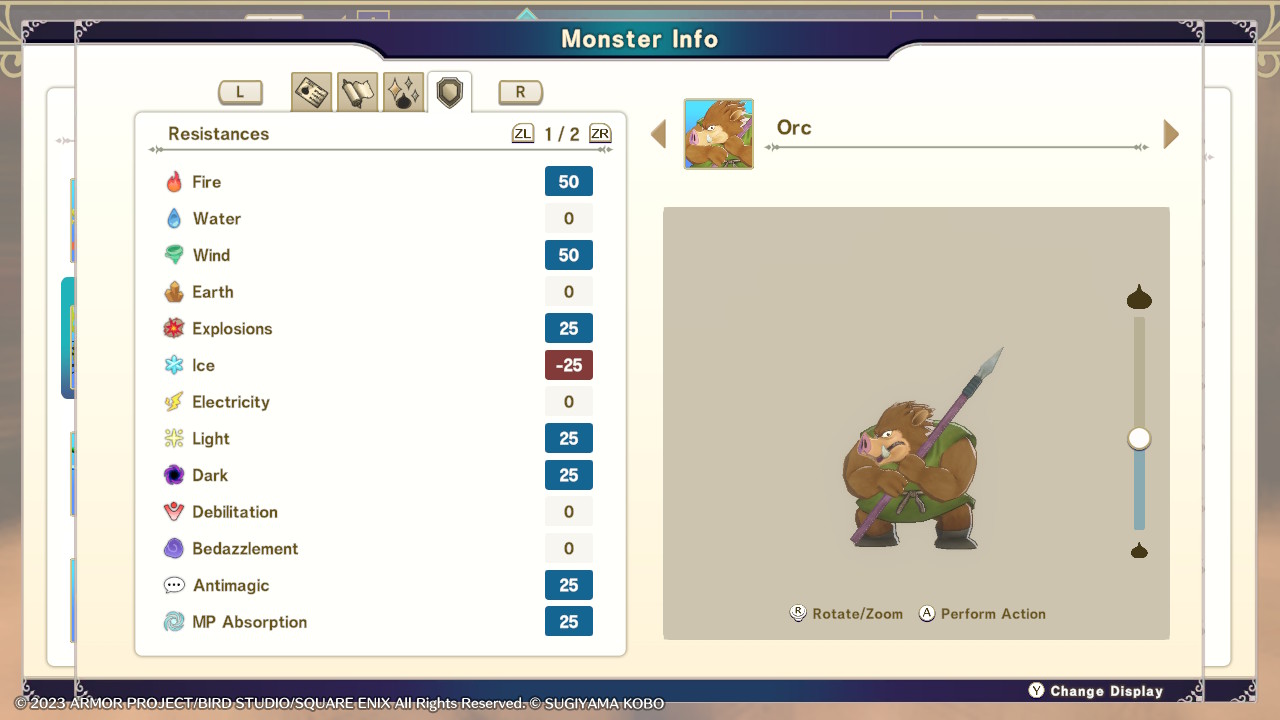 Monster Info
L
R
Resistances
ZL 1 / 2 ZR
Orc
Fire 50
Water 0
Wind 50
Earth 0
Explosions 25
Ice -25
Electricity 0
Light 25
Dark 25
Debilitation 0
Bedazzlement 0
Antimagic 25
MP Absorption 25
R Rotate/Zoom A Perform Action
Y Change Display
© 2023 ARMOR PROJECT/BIRD STUDIO/SQUARE ENIX All Rights Reserved. © SUGIYAMA KOBO